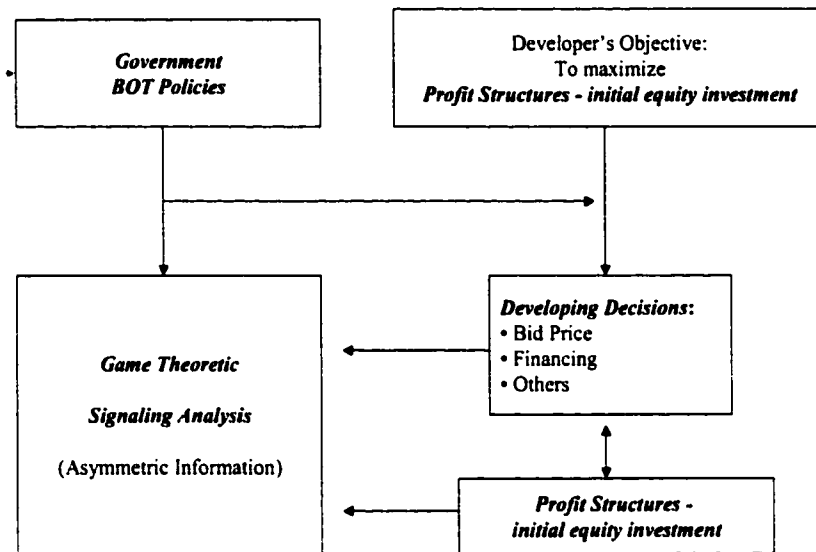 Government
BOT Policies
Developer's Objective:
To maximize
Profit Structures - initial equity investment
Game Theoretic
Signaling Analysis
(Asymmetric Information)
Developing Decisions:
• Bid Price
• Financing
• Others
Profit Structures -
initial equity investment